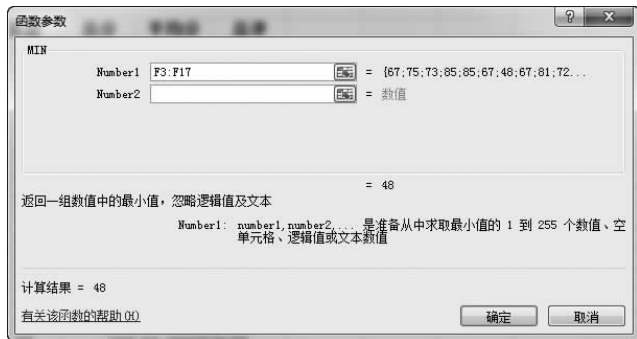 函数参数
MIN
Number1 F3:F17 = {67;75;73;85;85;67;48;67;81;72...
Number2 = 数值
= 48
返回一组数值中的最小值，忽略逻辑值及文本
Number1: number1,number2,... 是准备从中求取最小值的 1 到 255 个数值、空
单元格、逻辑值或文本数值
计算结果 = 48
有关该函数的帮助(H)
确定 取消